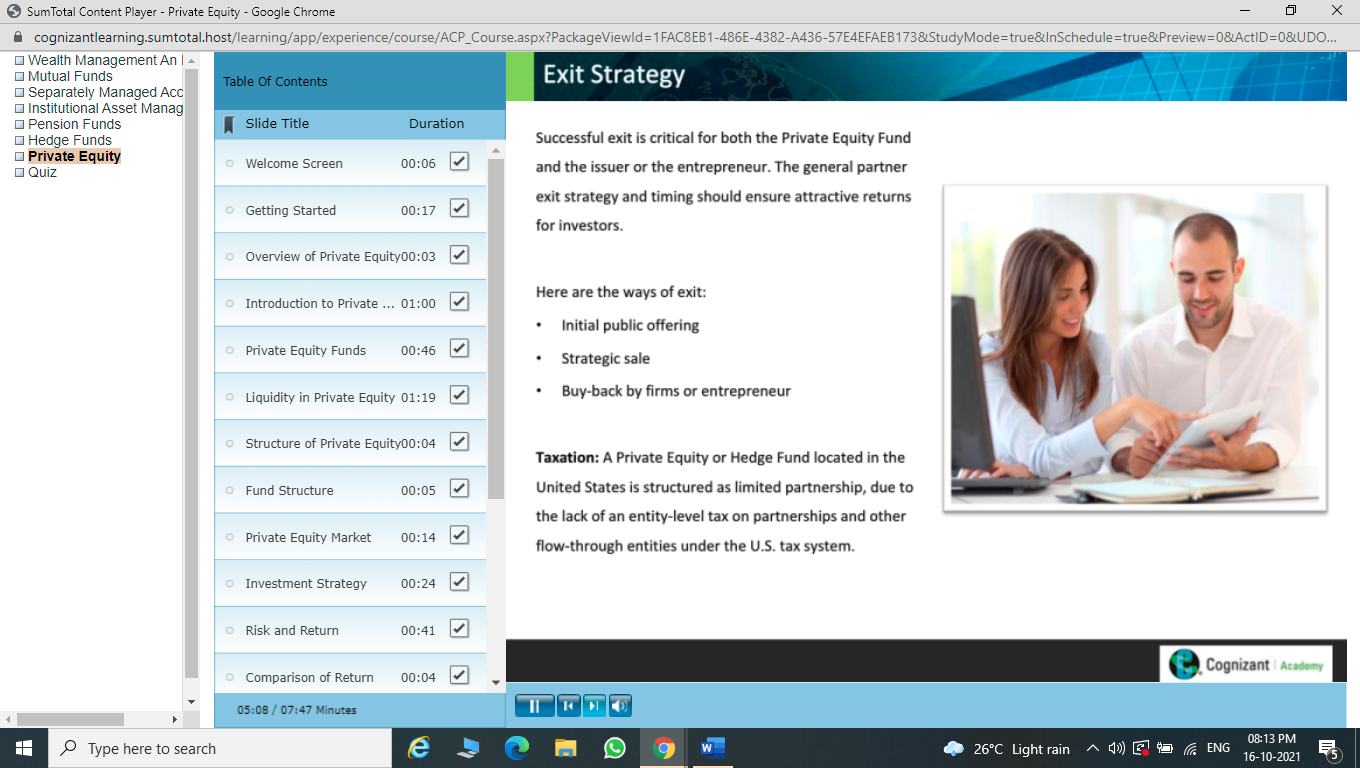 SumTotal Content Player - Private Equity - Google Chrome
cognizantlearning.sumtotal.host/learning/app/experience/course/ACP_Course.aspx?PackageViewId=1FAC8EB1-486E-4382-A436-57E4EFAEB173&StudyMode=true&InSchedule=true&Preview=0&ActID=0&UDO...
Wealth Management An
Mutual Funds
Separately Managed Acc
Institutional Asset Manag
Pension Funds
Hedge Funds
Private Equity
Quiz
Table Of Contents
Slide Title Duration
Welcome Screen 00:06
Getting Started 00:17
Overview of Private Equity 00:03
Introduction to Private ... 01:00
Private Equity Funds 00:46
Liquidity in Private Equity 01:19
Structure of Private Equity 00:04
Fund Structure 00:05
Private Equity Market 00:14
Investment Strategy 00:24
Risk and Return 00:41
Comparison of Return 00:04
05:08 / 07:47 Minutes
Exit Strategy
Successful exit is critical for both the Private Equity Fund
and the issuer or the entrepreneur. The general partner
exit strategy and timing should ensure attractive returns
for investors.
Here are the ways of exit:
• Initial public offering
• Strategic sale
• Buy-back by firms or entrepreneur
Taxation: A Private Equity or Hedge Fund located in the
United States is structured as limited partnership, due to
the lack of an entity-level tax on partnerships and other
flow-through entities under the U.S. tax system.
Cognizant | Academy
Type here to search
26°C Light rain
ENG
08:13 PM
16-10-2021
5